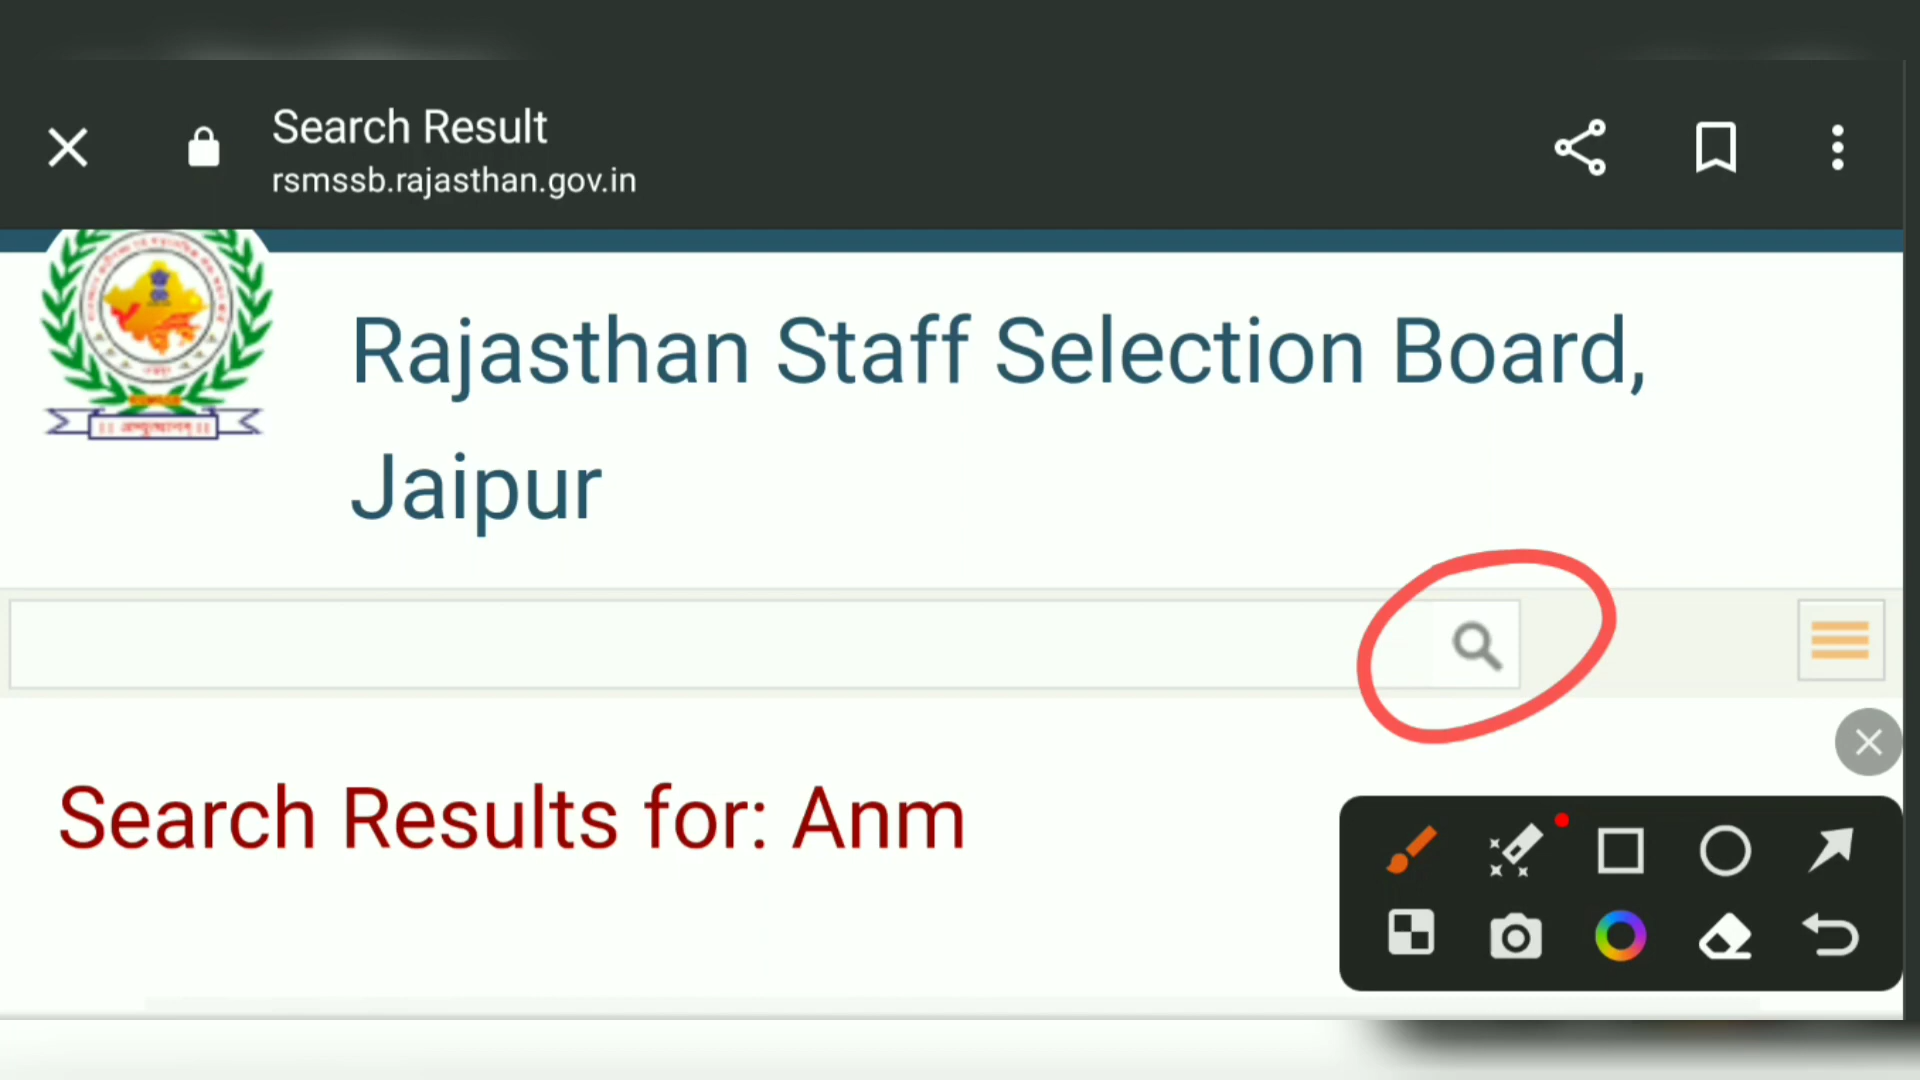 Search Result
rsmssb.rajasthan.gov.in
Rajasthan Staff Selection Board,
Jaipur
Search Results for: Anm